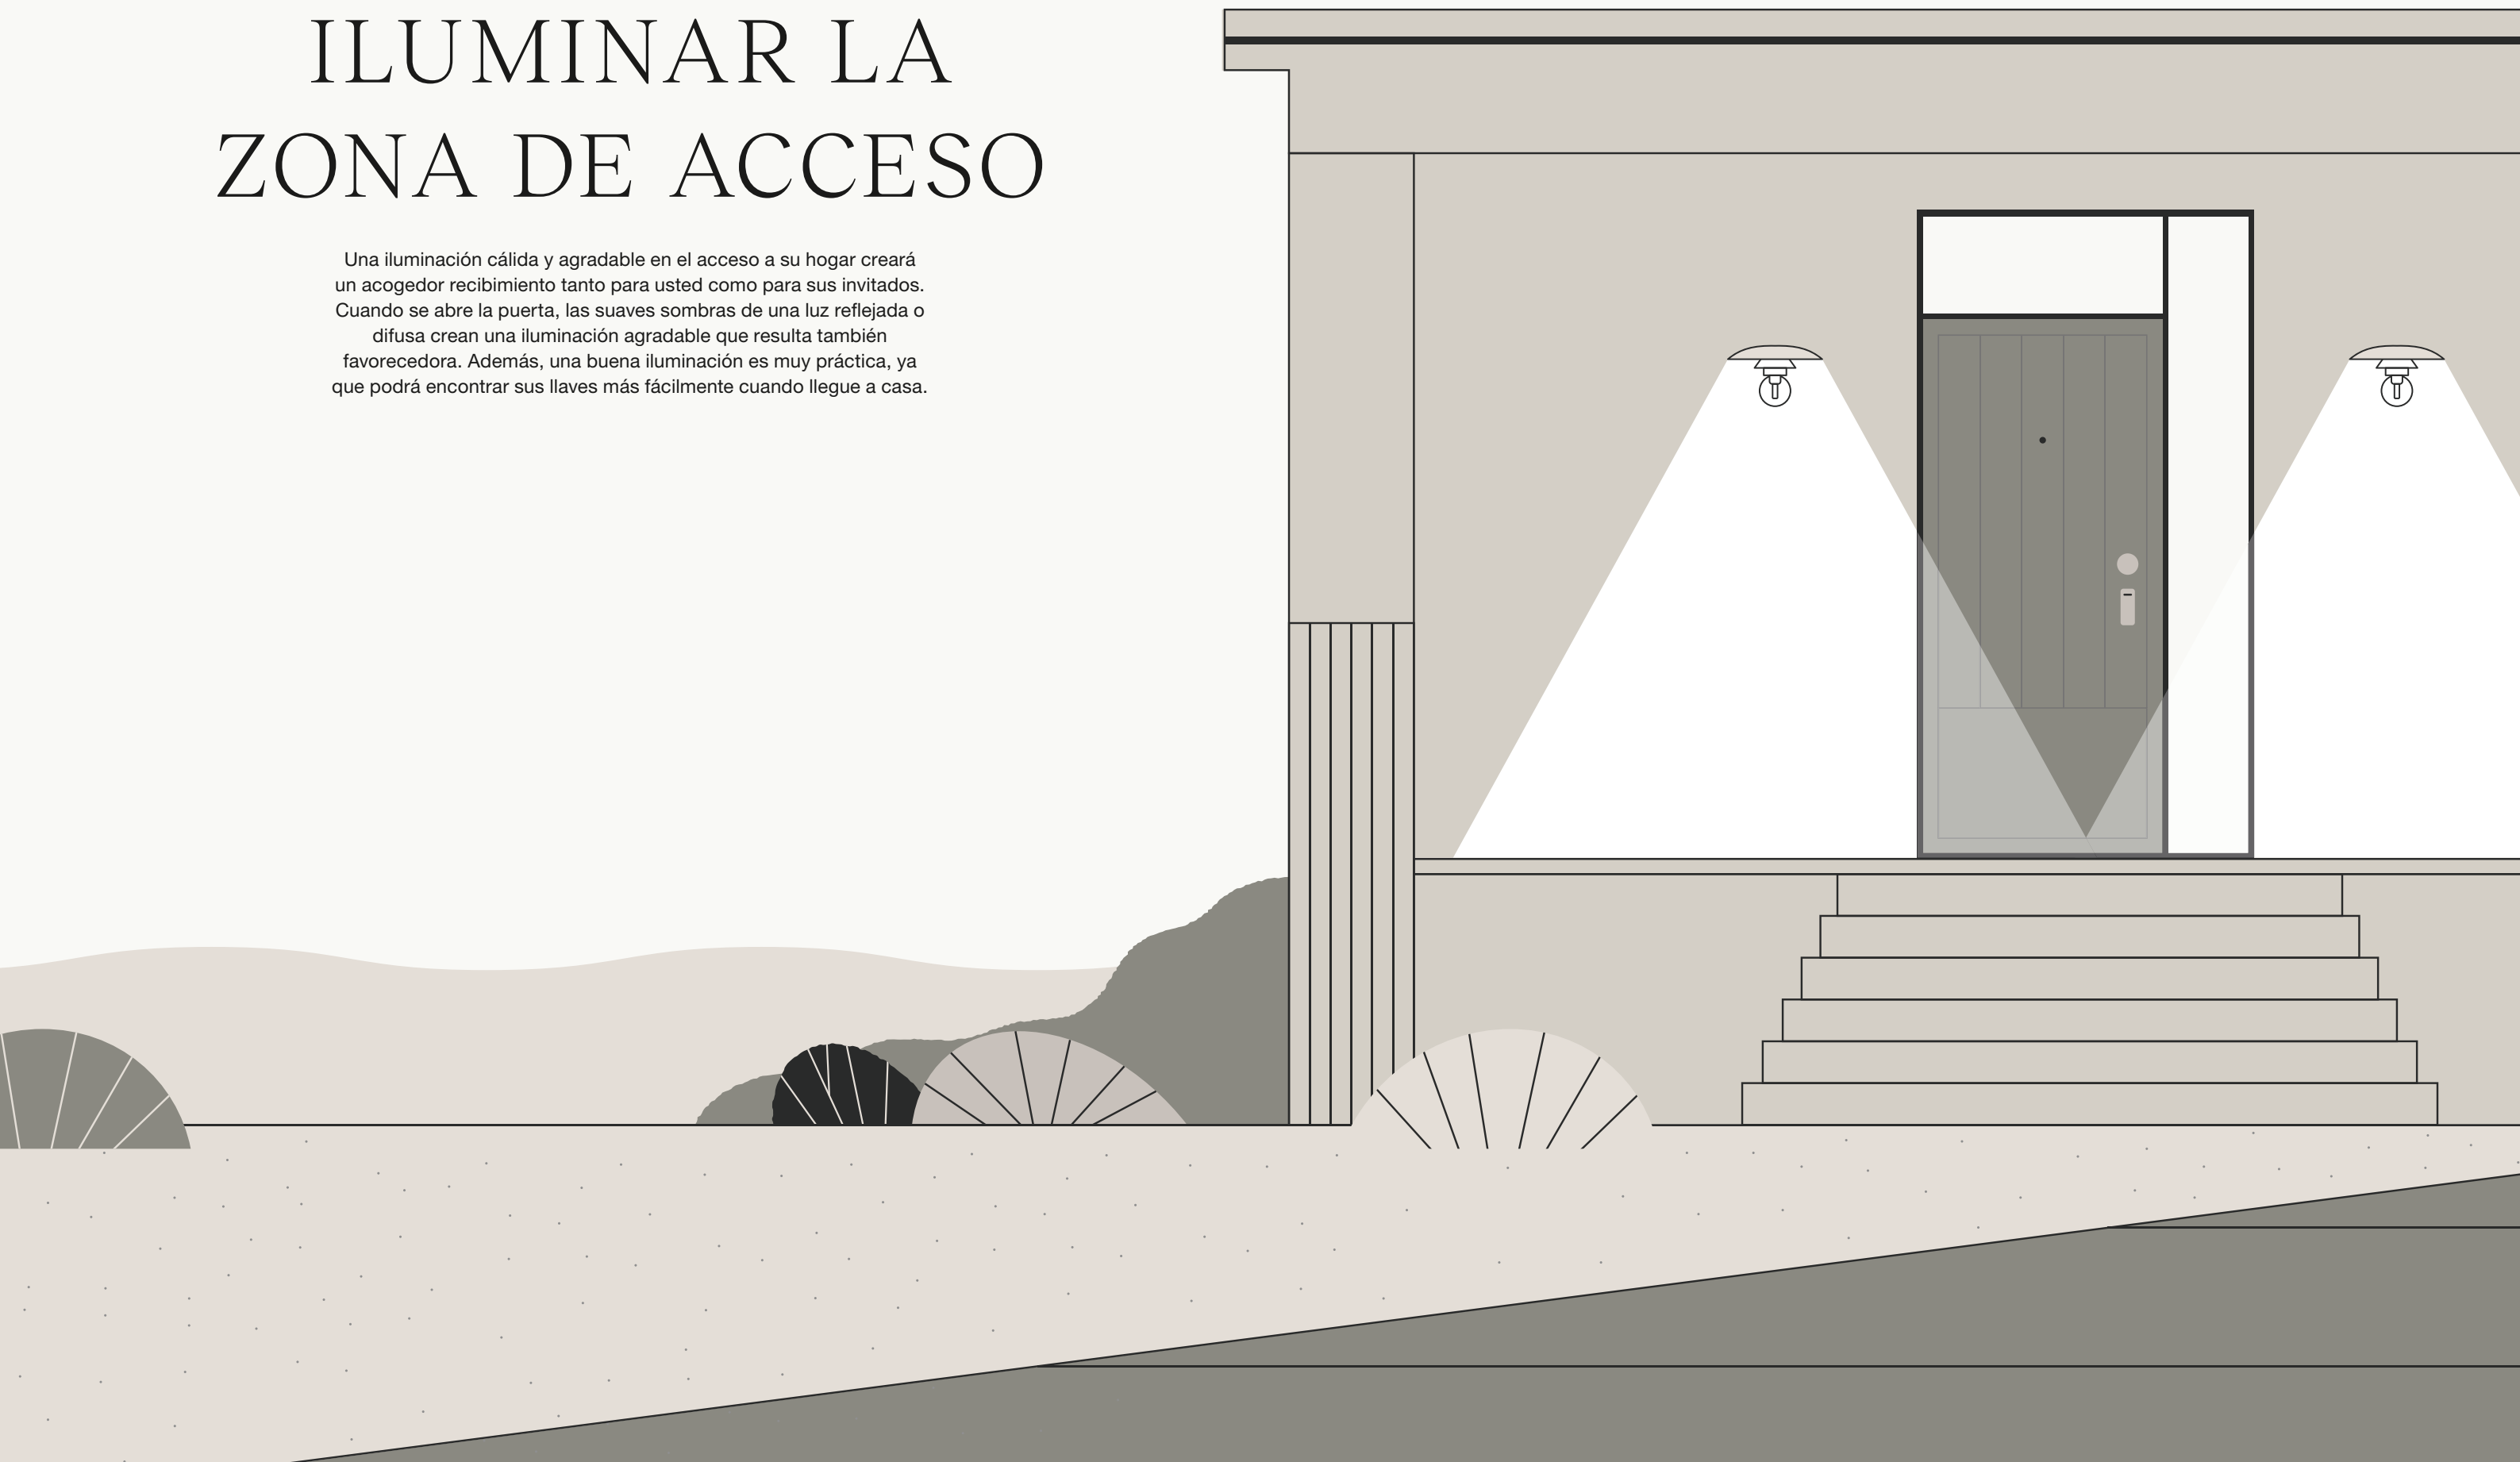 ILUMINAR LA
ZONA DE ACCESO
Una iluminación cálida y agradable en el acceso a su hogar creará
un acogedor recibimiento tanto para usted como para sus invitados.
Cuando se abre la puerta, las suaves sombras de una luz reflejada o
difusa crean una iluminación agradable que resulta también
favorecedora. Además, una buena iluminación es muy práctica, ya
que podrá encontrar sus llaves más fácilmente cuando llegue a casa.